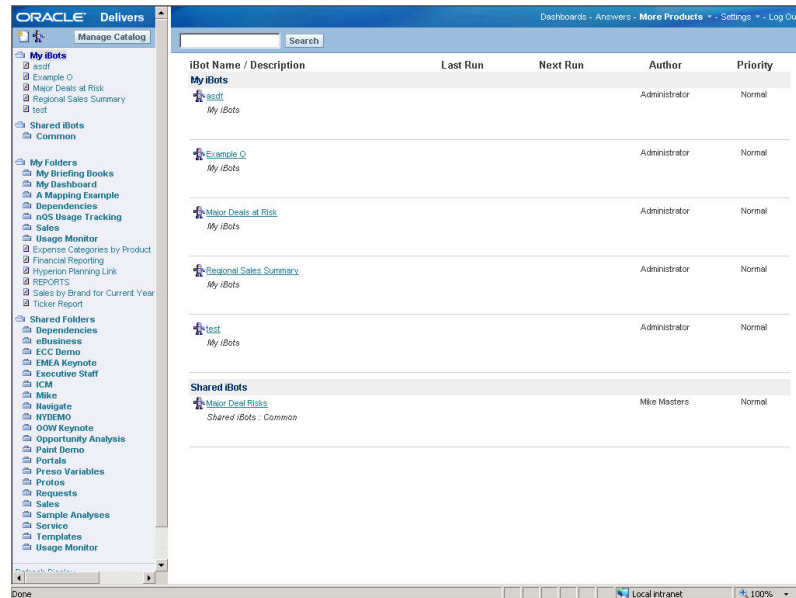 ORACLE Delivers
Dashboards - Answers - More Products - Settings - Log Ou
Manage Catalog
Search
My iBots
asdf
Example O
Major Deals at Risk
Regional Sales Summary
test
Shared iBots
Common
My Folders
My Briefing Books
My Dashboard
A Mapping Example
Dependencies
nQS Usage Tracking
Sales
Usage Monitor
Expense Categories by Product
Financial Reporting
Hyperion Planning Link
REPORTS
Sales by Brand for Current Year
Ticker Report
Shared Folders
Dependencies
eBusiness
ECC Demo
EMEA Keynote
Executive Staff
ICM
Mike
Navigate
NYDEMO
OOW Keynote
Opportunity Analysis
Paint Demo
Portals
Preso Variables
Protos
Requests
Sales
Sample Analyses
Service
Templates
Usage Monitor
iBot Name / Description Last Run Next Run Author Priority
My iBots
asdf Administrator Normal
My iBots
Example O Administrator Normal
My iBots
Major Deals at Risk Administrator Normal
My iBots
Regional Sales Summary Administrator Normal
My iBots
test Administrator Normal
My iBots
Shared iBots
Major Deal Risks Mike Masters Normal
Shared iBots : Common
Done Local intranet 100%